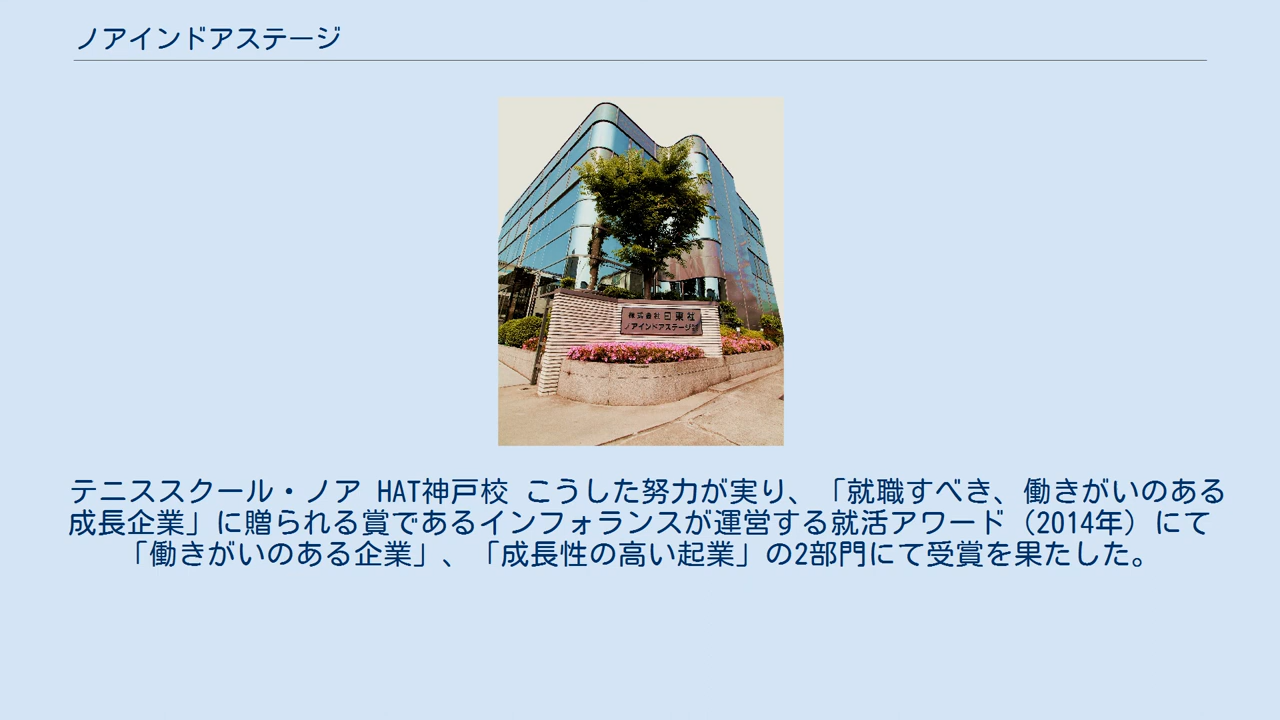 ノアインドアステージ
株式会社 日東社
ノアインドアステージ㈱
テニススクール・ノア HAT神戸校 こうした努力が実り、「就職すべき、働きがいのある
成長企業」に贈られる賞であるインフォランスが運営する就活アワード（2014年）にて
「働きがいのある企業」、「成長性の高い起業」の2部門にて受賞を果たした。